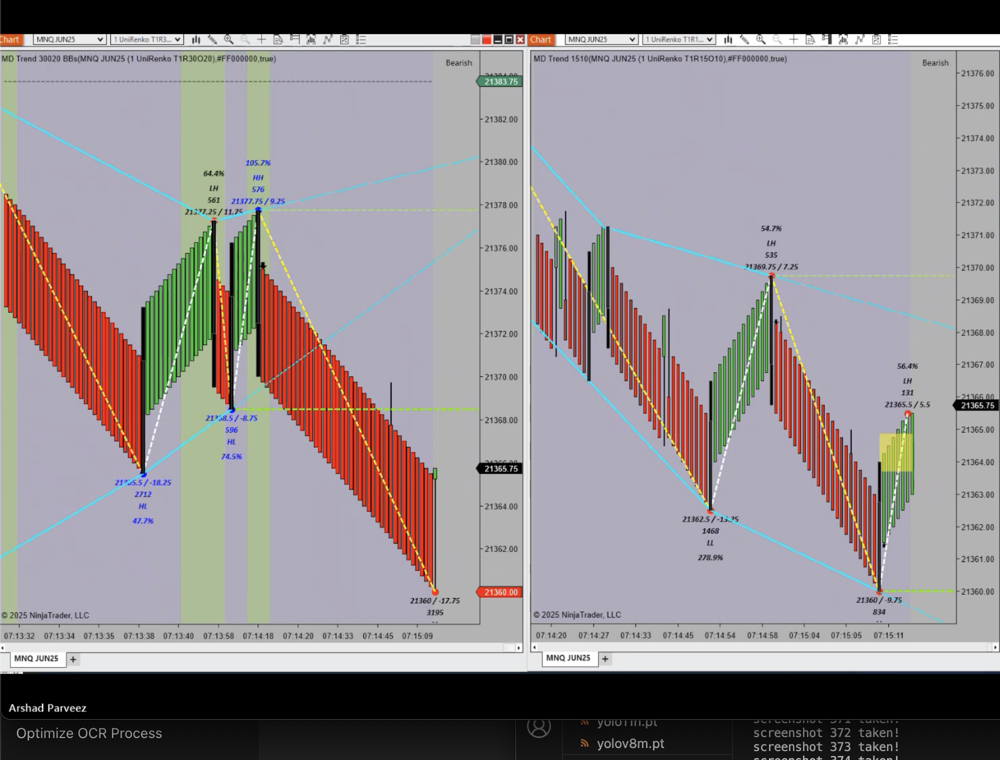 Chart
MNQ JUN25
1 UniRenko T1R3...
MD Trend 30O20 BBs(MNQ JUN25 (1 UniRenko T1R30O20),#FF000000,true)
Bearish
21383.75
21382.00
21380.00
21378.00
21376.00
21374.00
21372.00
21370.00
21368.00
21365.75
21364.00
21362.00
21360.00
64.4%
LH
561
21377.25 / 11.75
105.7%
HH
576
21377.75 / 9.25
21365.5 / -18.25
2712
HL
47.7%
21368.5 / -8.75
596
HL
74.5%
21360 / -17.75
3195
© 2025 NinjaTrader, LLC
07:13:32
07:13:34
07:13:35
07:13:38
07:13:40
07:13:58
07:14:18
07:14:20
07:14:33
07:14:45
07:15:09
MNQ JUN25
+
Chart
MNQ JUN25
1 UniRenko T1R1...
MD Trend 1510(MNQ JUN25 (1 UniRenko T1R15O10),#FF000000,true)
Bearish
21376.00
21375.00
21374.00
21373.00
21372.00
21371.00
21370.00
21369.00
21368.00
21367.00
21365.75
21365.00
21364.00
21363.00
21362.00
21361.00
21360.00
54.7%
LH
535
21369.75 / 7.25
56.4%
LH
131
21365.5 / 5.5
21362.5 / -13.25
1468
LL
278.9%
21360 / -9.75
834
© 2025 NinjaTrader, LLC
07:14:20
07:14:27
07:14:33
07:14:45
07:14:54
07:14:58
07:15:04
07:15:95
07:15:11
MNQ JUN25
+
Arshad Parveez
Optimize OCR Process
yolo11n.pt
yolov8m.pt
screenshot 371 taken!
screenshot 372 taken!
screenshot 373 taken!
screenshot 374 taken!